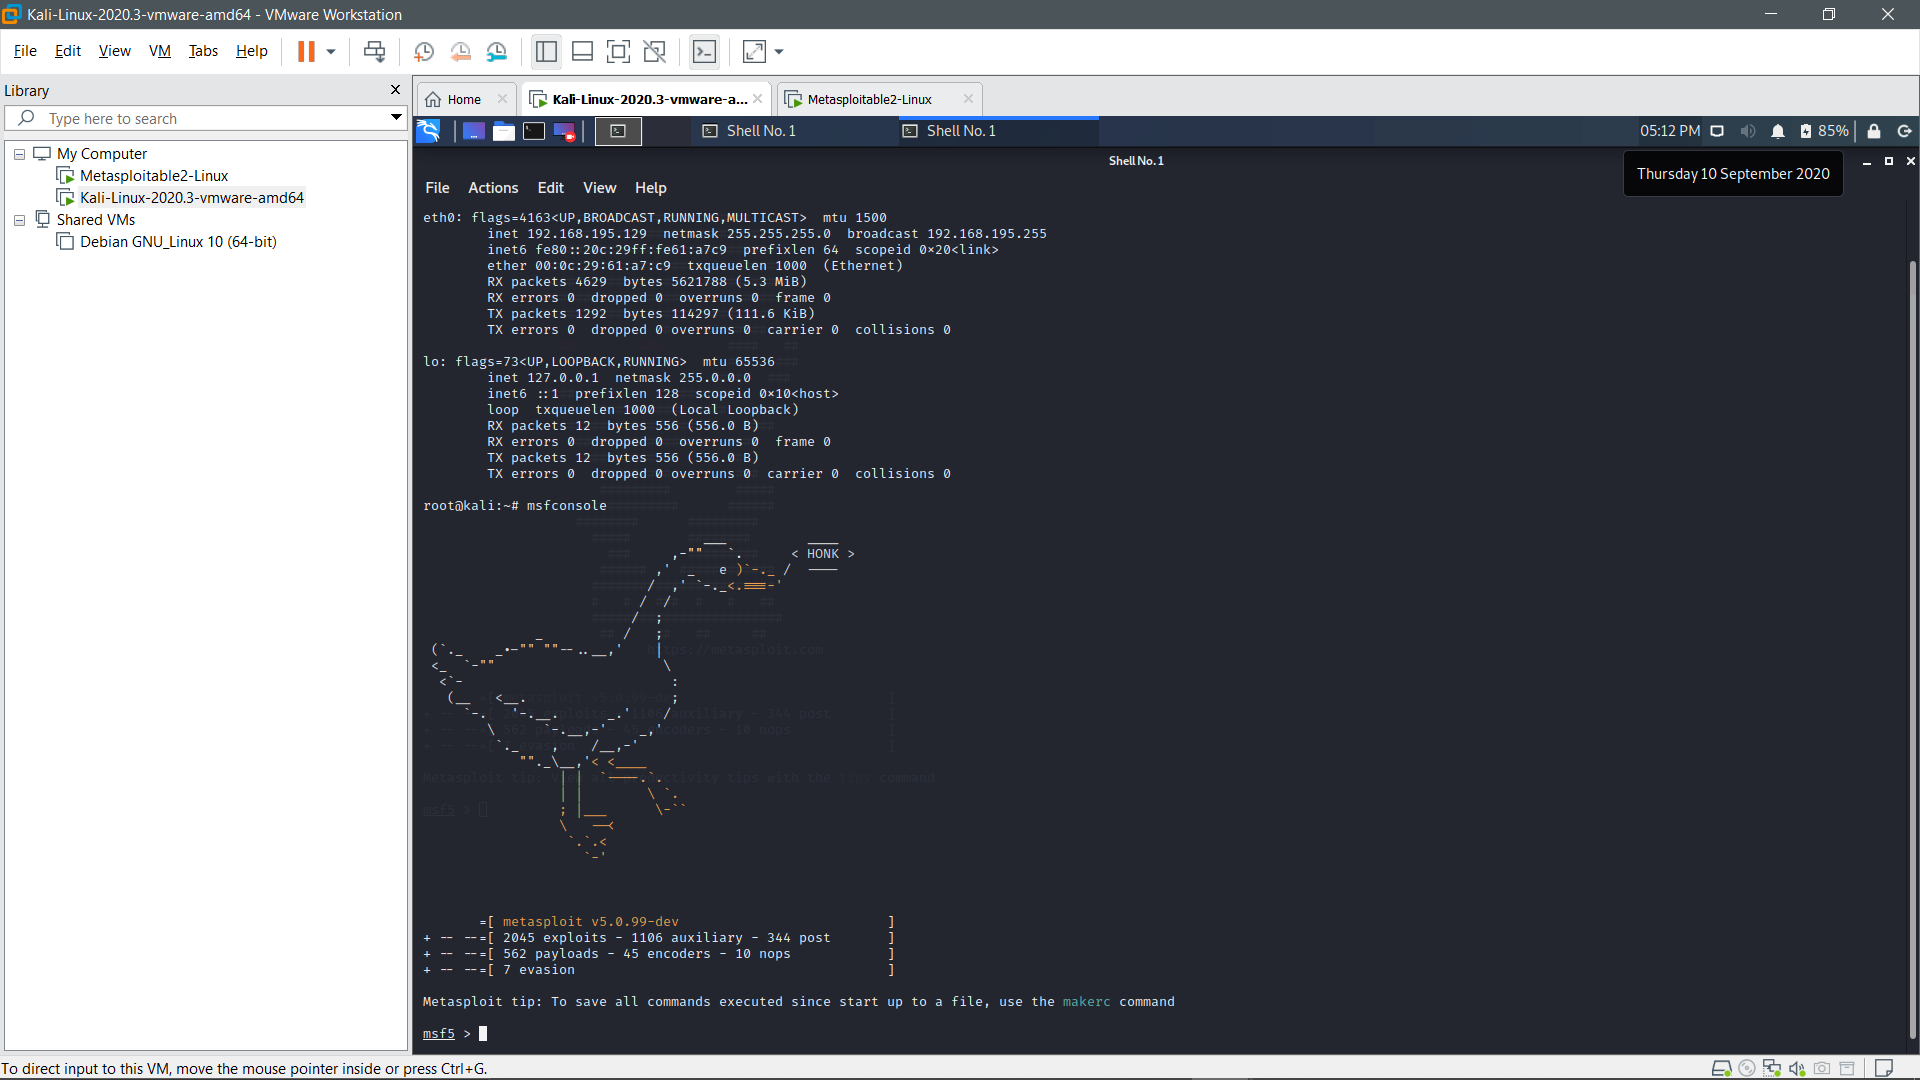 Kali-Linux-2020.3-vmware-amd64 - VMware Workstation
File Edit View VM Tabs Help
Library
Type here to search
My Computer
Metasploitable2-Linux
Kali-Linux-2020.3-vmware-amd64
Shared VMs
Debian GNU_Linux 10 (64-bit)
Home
Kali-Linux-2020.3-vmware-a...
Metasploitable2-Linux
Shell No. 1
Shell No. 1
05:12 PM
85%
Shell No. 1
Thursday 10 September 2020
File Actions Edit View Help
eth0: flags=4163<UP,BROADCAST,RUNNING,MULTICAST>  mtu 1500
inet 192.168.195.129  netmask 255.255.255.0  broadcast 192.168.195.255
inet6 fe80::20c:29ff:fe61:a7c9  prefixlen 64  scopeid 0×20<link>
ether 00:0c:29:61:a7:c9  txqueuelen 1000  (Ethernet)
RX packets 4629  bytes 5621788 (5.3 MiB)
RX errors 0  dropped 0  overruns 0  frame 0
TX packets 1292  bytes 114297 (111.6 KiB)
TX errors 0  dropped 0 overruns 0  carrier 0  collisions 0
lo: flags=73<UP,LOOPBACK,RUNNING>  mtu 65536
inet 127.0.0.1  netmask 255.0.0.0
inet6 ::1  prefixlen 128  scopeid 0×10<host>
loop  txqueuelen 1000  (Local Loopback)
RX packets 12  bytes 556 (556.0 B)
RX errors 0  dropped 0  overruns 0  frame 0
TX packets 12  bytes 556 (556.0 B)
TX errors 0  dropped 0 overruns 0  carrier 0  collisions 0
root@kali:~# msfconsole
< HONK >
=[ metasploit v5.0.99-dev ]
+ -- --=[ 2045 exploits - 1106 auxiliary - 344 post ]
+ -- --=[ 562 payloads - 45 encoders - 10 nops ]
+ -- --=[ 7 evasion ]
Metasploit tip: To save all commands executed since start up to a file, use the makerc command
msf5 >
To direct input to this VM, move the mouse pointer inside or press Ctrl+G.